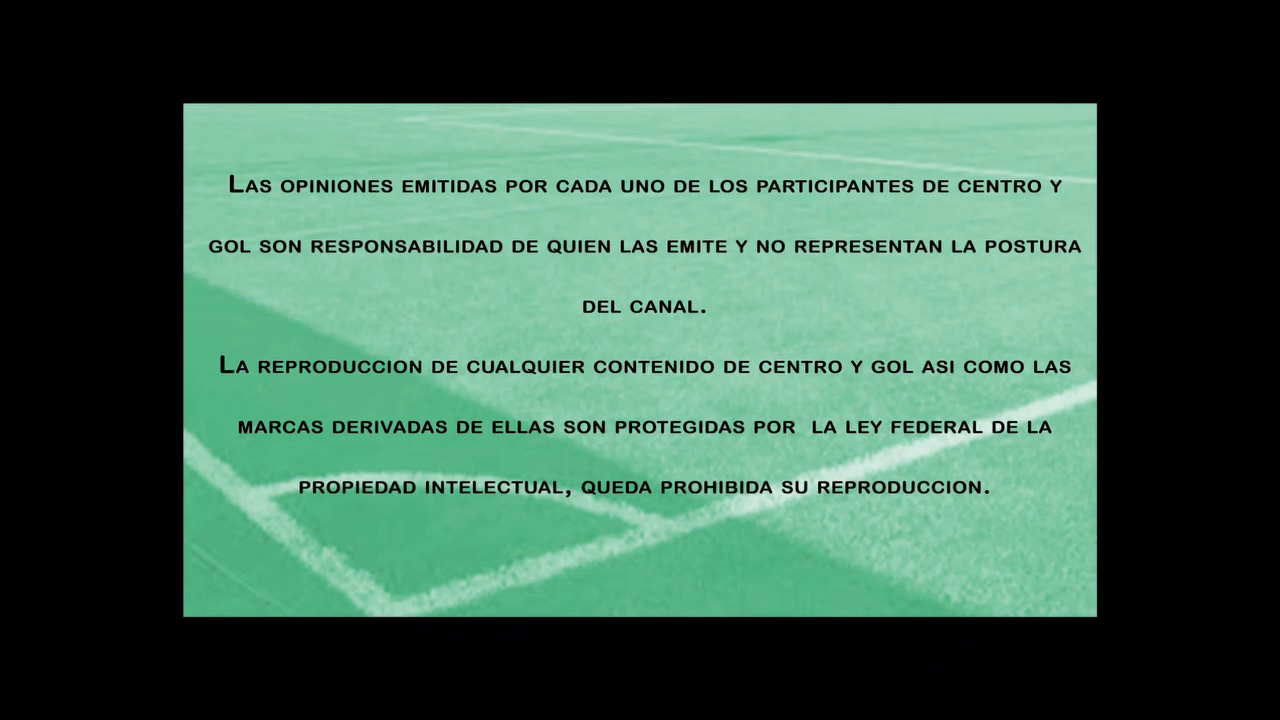 Las opiniones emitidas por cada uno de los participantes de centro y
gol son responsabilidad de quien las emite y no representan la postura
del canal.
La reproduccion de cualquier contenido de centro y gol asi como las
marcas derivadas de ellas son protegidas por  la ley federal de la
propiedad intelectual, queda prohibida su reproduccion.